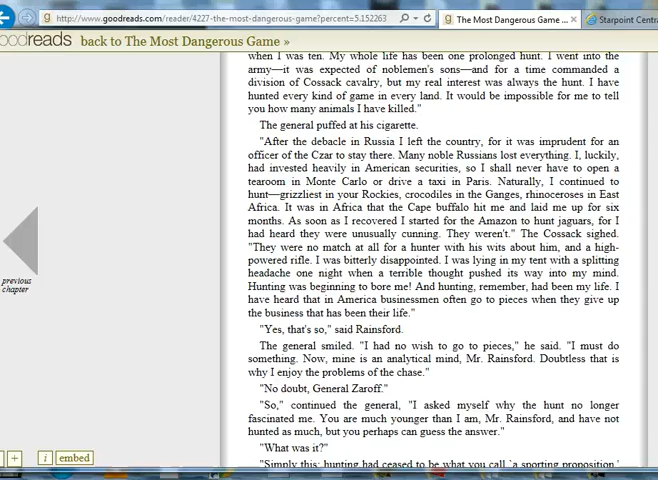 http://www.goodreads.com/reader/4227-the-most-dangerous-game?percent=5.152263
The Most Dangerous Game ...
Starpoint Centra
oodreads back to The Most Dangerous Game »
when I was ten. My whole life has been one prolonged hunt. I went into the
army—it was expected of noblemen's sons—and for a time commanded a
division of Cossack cavalry, but my real interest was always the hunt. I have
hunted every kind of game in every land. It would be impossible for me to tell
you how many animals I have killed."
The general puffed at his cigarette.
"After the debacle in Russia I left the country, for it was imprudent for an
officer of the Czar to stay there. Many noble Russians lost everything. I, luckily,
had invested heavily in American securities, so I shall never have to open a
tearoom in Monte Carlo or drive a taxi in Paris. Naturally, I continued to
hunt—grizzliest in your Rockies, crocodiles in the Ganges, rhinoceroses in East
Africa. It was in Africa that the Cape buffalo hit me and laid me up for six
months. As soon as I recovered I started for the Amazon to hunt jaguars, for I
had heard they were unusually cunning. They weren't." The Cossack sighed.
"They were no match at all for a hunter with his wits about him, and a high-
powered rifle. I was bitterly disappointed. I was lying in my tent with a splitting
headache one night when a terrible thought pushed its way into my mind.
Hunting was beginning to bore me! And hunting, remember, had been my life. I
have heard that in America businessmen often go to pieces when they give up
the business that has been their life."
"Yes, that's so," said Rainsford.
The general smiled. "I had no wish to go to pieces," he said. "I must do
something. Now, mine is an analytical mind, Mr. Rainsford. Doubtless that is
why I enjoy the problems of the chase."
"No doubt, General Zaroff."
"So," continued the general, "I asked myself why the hunt no longer
fascinated me. You are much younger than I am, Mr. Rainsford, and have not
hunted as much, but you perhaps can guess the answer."
"What was it?"
"Simply this: hunting had ceased to be what you call `a sporting proposition.'
previous
chapter
+ i embed